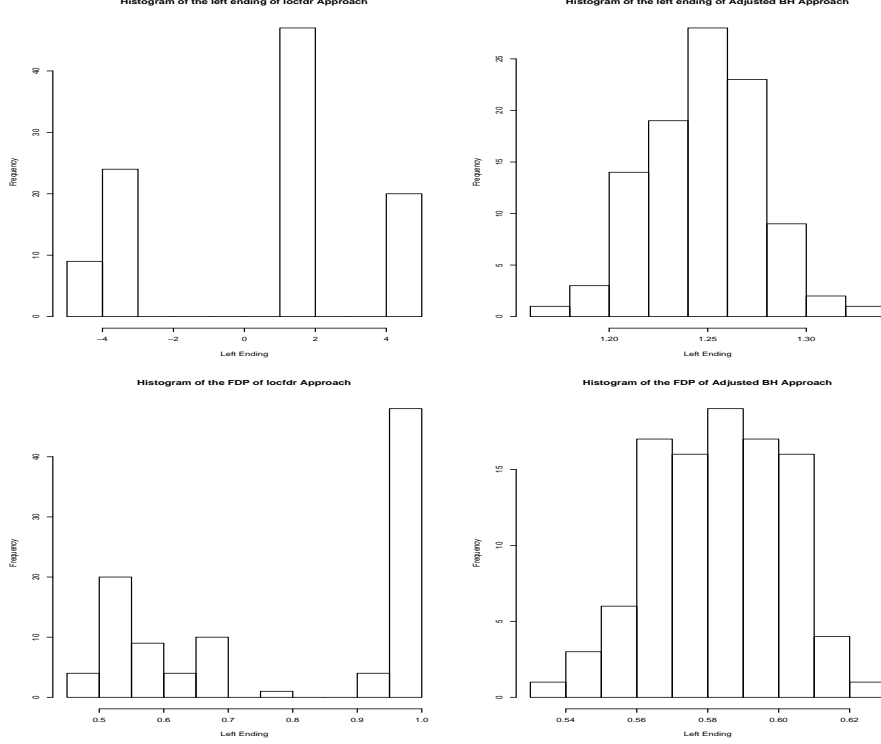 Histogram of the left ending of locfdr Approach
Frequency
0 10 20 30 40
−4 −2 0 2 4
Left Ending
Histogram of the left ending of Adjusted BH Approach
Frequency
0 5 10 15 20 25
1.20 1.25 1.30
Left Ending
Histogram of the FDP of locfdr Approach
Frequency
0 10 20 30 40
0.5 0.6 0.7 0.8 0.9 1.0
Left Ending
Histogram of the FDP of Adjusted BH Approach
Frequency
0 5 10 15
0.54 0.56 0.58 0.60 0.62
Left Ending